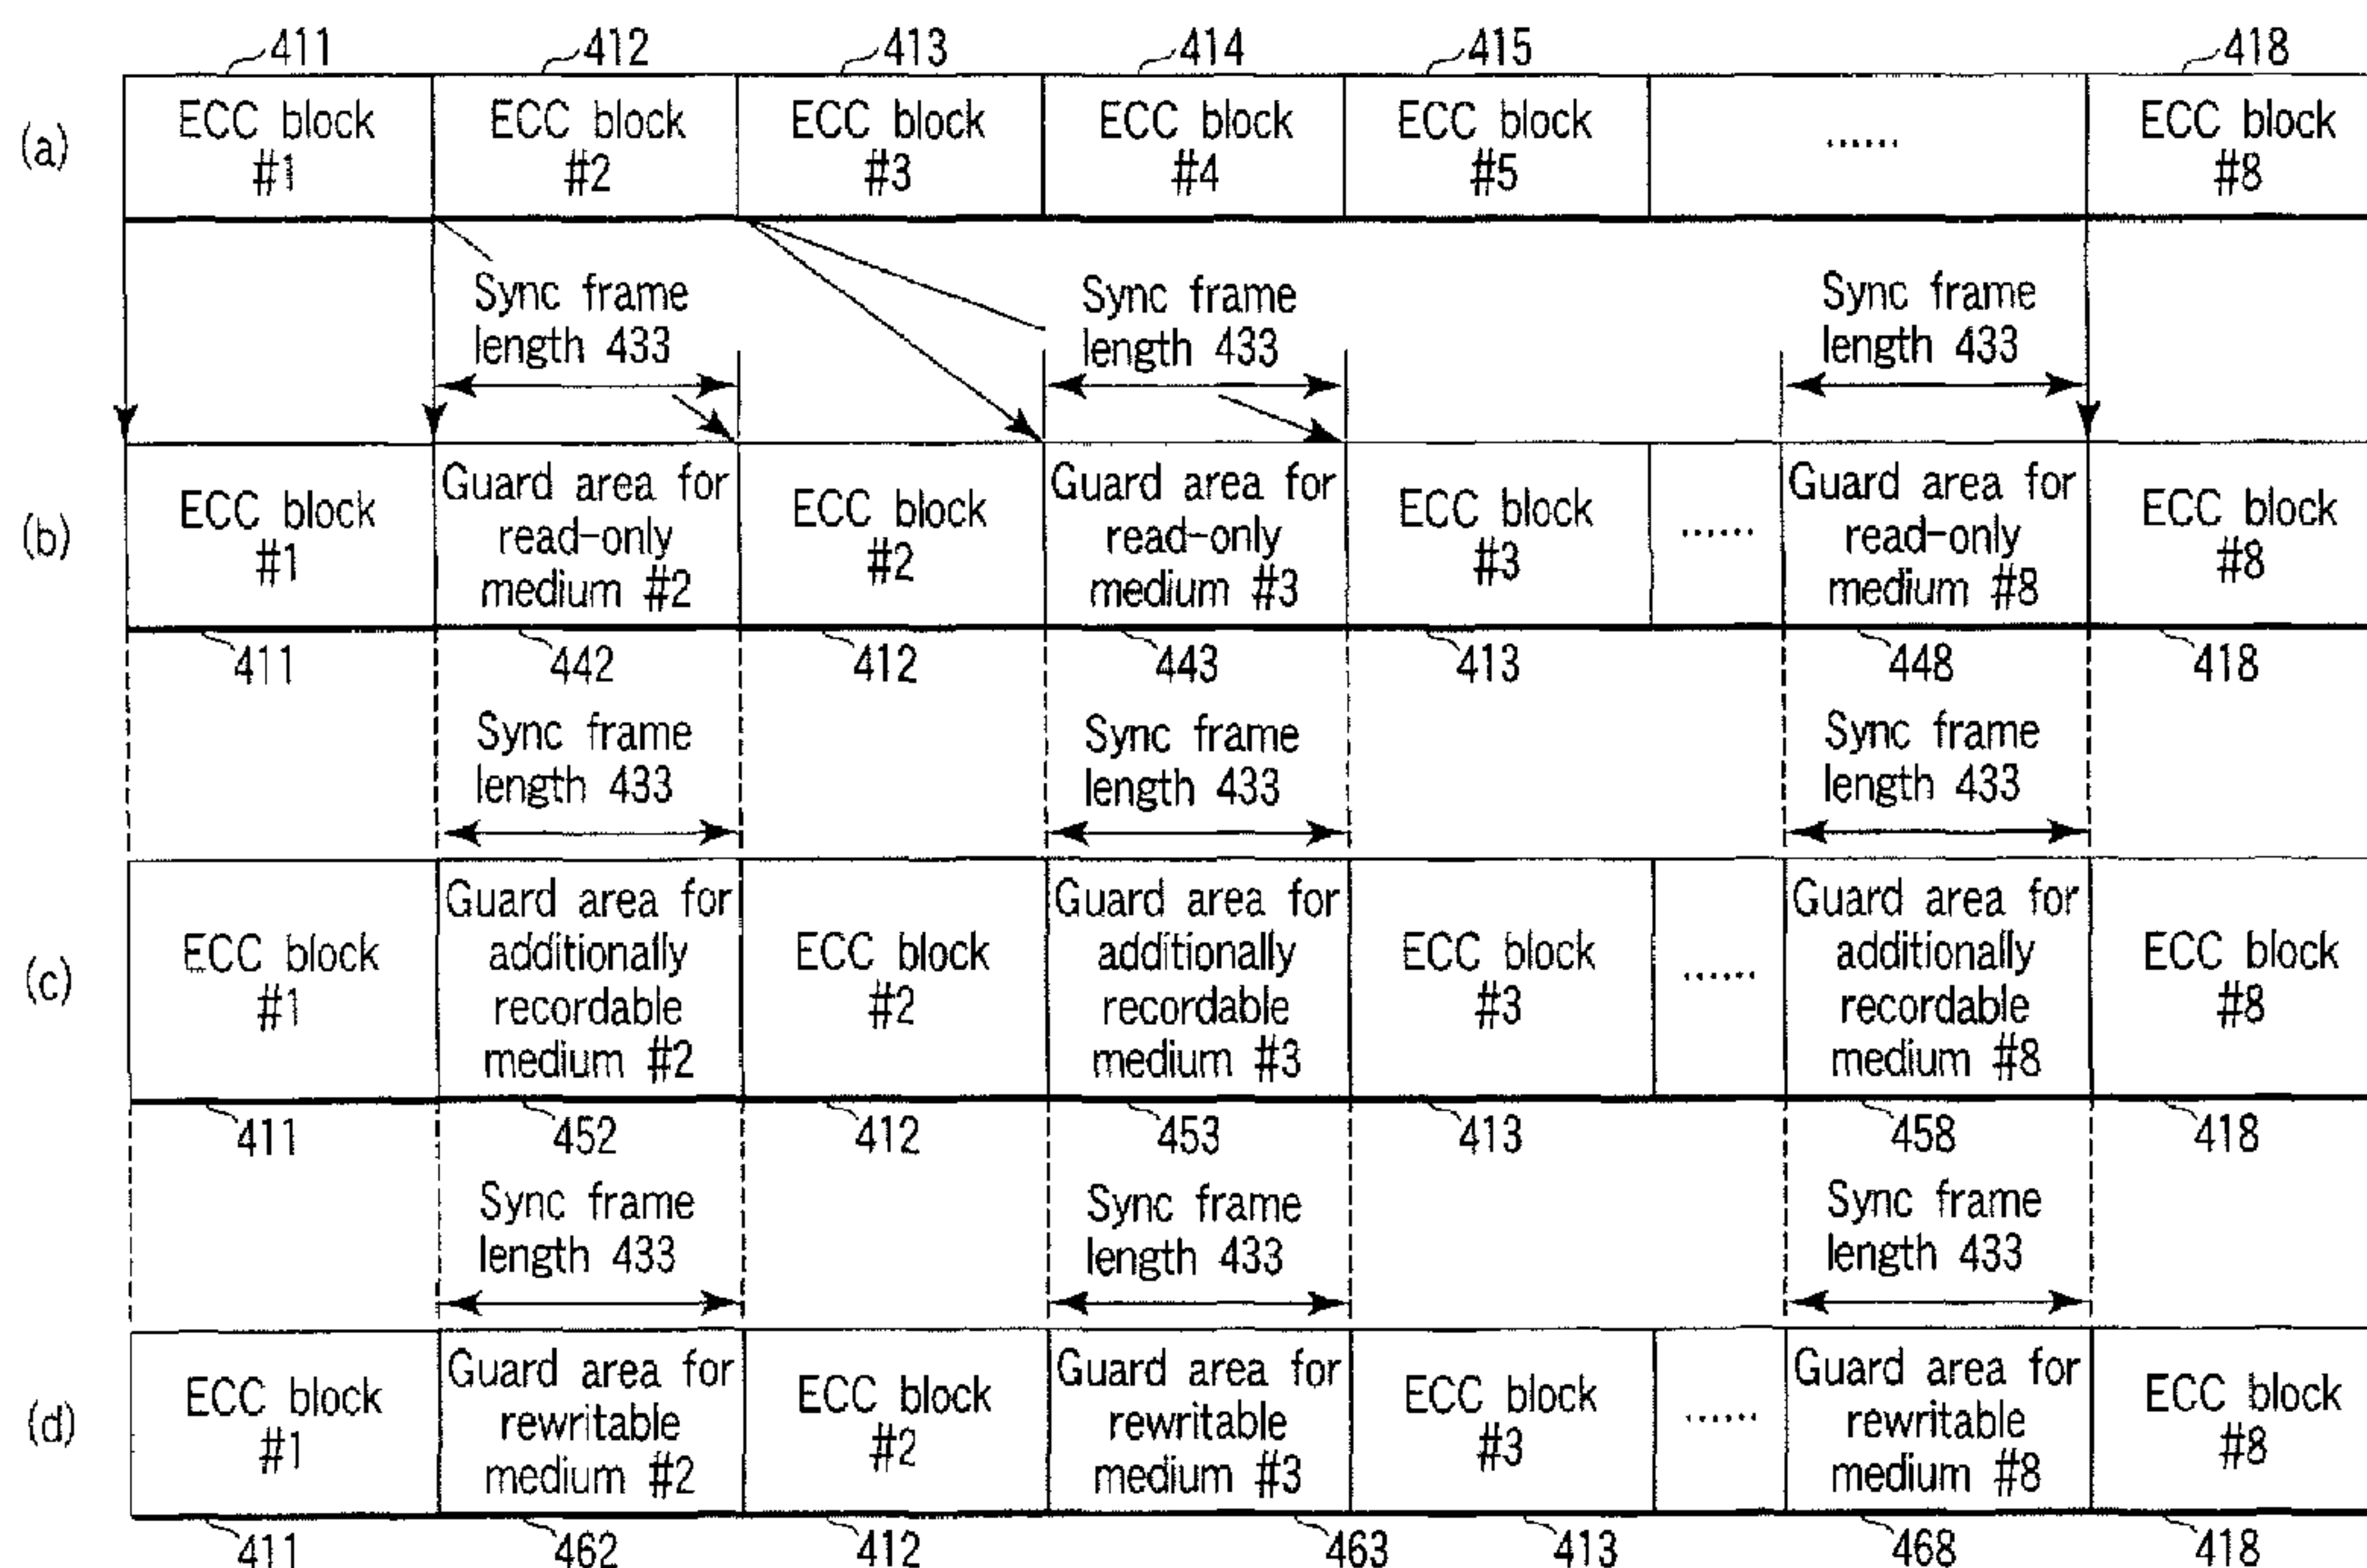 411 412 413 414 415 418
(a)
ECC block
#1
ECC block
#2
ECC block
#3
ECC block
#4
ECC block
#5
......
ECC block
#8
Sync frame
length 433
Sync frame
length 433
Sync frame
length 433
(b)
ECC block
#1
Guard area for
read-only
medium #2
ECC block
#2
Guard area for
read-only
medium #3
ECC block
#3
......
Guard area for
read-only
medium #8
ECC block
#8
411 442 412 443 413 448 418
Sync frame
length 433
Sync frame
length 433
Sync frame
length 433
(c)
ECC block
#1
Guard area for
additionally
recordable
medium #2
ECC block
#2
Guard area for
additionally
recordable
medium #3
ECC block
#3
......
Guard area for
additionally
recordable
medium #8
ECC block
#8
411 452 412 453 413 458 418
Sync frame
length 433
Sync frame
length 433
Sync frame
length 433
(d)
ECC block
#1
Guard area for
rewritable
medium #2
ECC block
#2
Guard area for
rewritable
medium #3
ECC block
#3
......
Guard area for
rewritable
medium #8
ECC block
#8
411 462 412 463 413 468 418